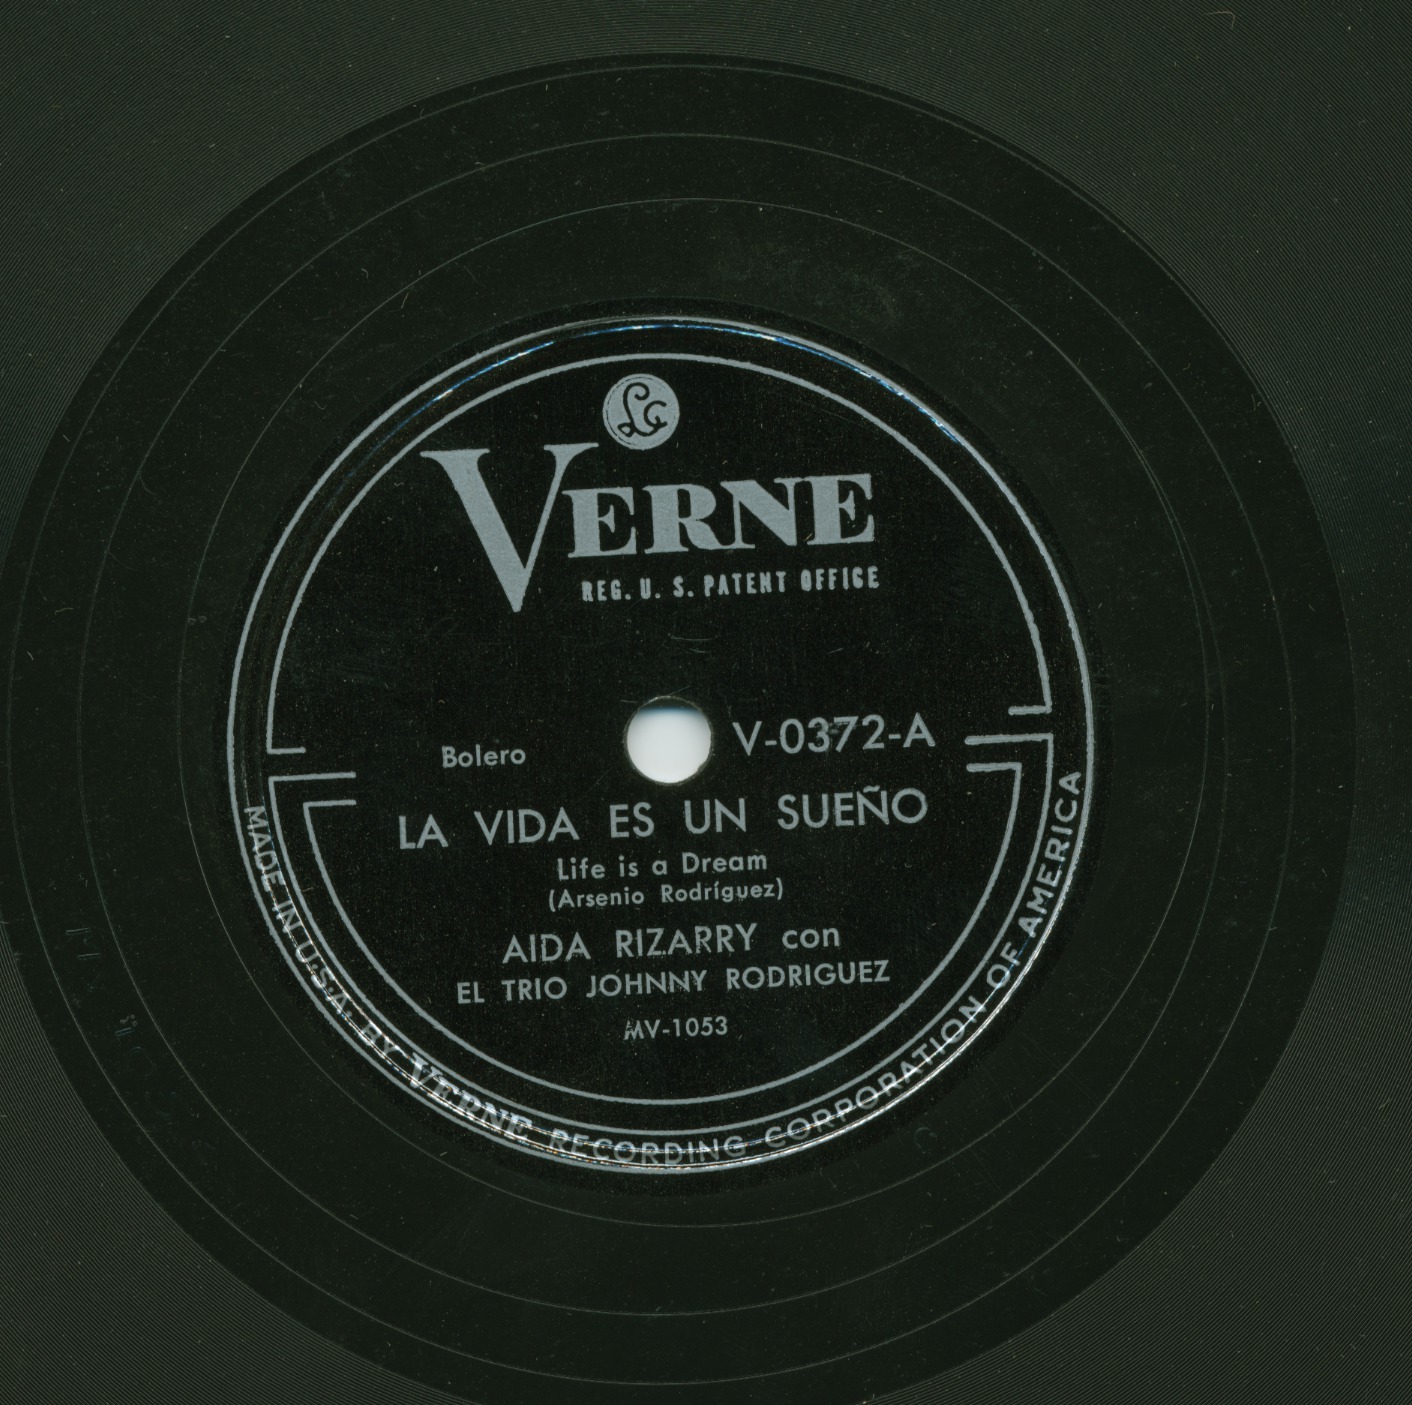 LG
VERNE
REG. U. S. PATENT OFFICE
Bolero
V-0372-A
LA VIDA ES UN SUEÑO
Life is a Dream
(Arsenio Rodríguez)
AIDA RIZARRY con
EL TRIO JOHNNY RODRIGUEZ
MV-1053
MADE IN U.S.A. BY VERNE RECORDING CORPORATION OF AMERICA